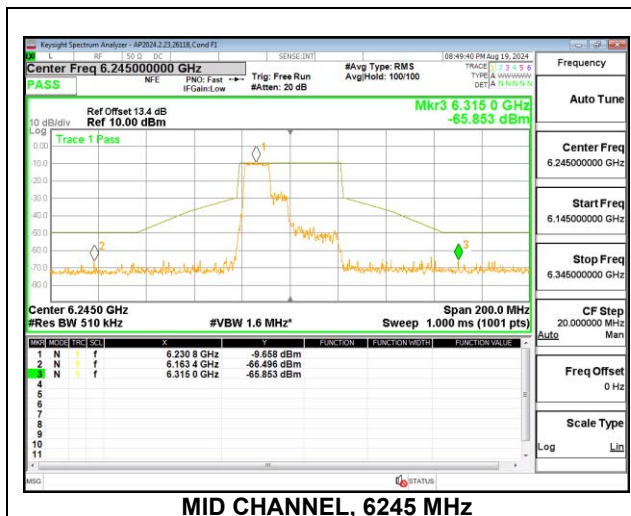 Keysight Spectrum Analyzer - AP2024.2.23,26118,Cond F1
L RF 50 Ω DC SENSE:INT 08:49:40 PM Aug 19, 2024
Center Freq 6.245000000 GHz
PASS
NFE PNO: Fast
IFGain:Low
Trig: Free Run
#Atten: 20 dB
#Avg Type: RMS
Avg|Hold: 100/100
TRACE 1 2 3 4 5 6
TYPE A WWWWW
DET A N N N N N
Ref Offset 13.4 dB
10 dB/div Ref 10.00 dBm
Mkr3 6.315 0 GHz
-65.853 dBm
Log
Trace 1 Pass
0.00
-10.0
-20.0
-30.0
-40.0
-50.0
-60.0
-70.0
-80.0
1
2
3
Center 6.2450 GHz Span 200.0 MHz
#Res BW 510 kHz #VBW 1.6 MHz* Sweep 1.000 ms (1001 pts)
MKR MODE TRC SCL X Y FUNCTION FUNCTION WIDTH FUNCTION VALUE
1 N 1 f 6.230 8 GHz -9.658 dBm
2 N 1 f 6.163 4 GHz -66.496 dBm
3 N 1 f 6.315 0 GHz -65.853 dBm
4
5
6
7
8
9
10
11
MSG STATUS
Frequency
Auto Tune
Center Freq
6.245000000 GHz
Start Freq
6.145000000 GHz
Stop Freq
6.345000000 GHz
CF Step
20.000000 MHz
Auto Man
Freq Offset
0 Hz
Scale Type
Log Lin
MID CHANNEL, 6245 MHz